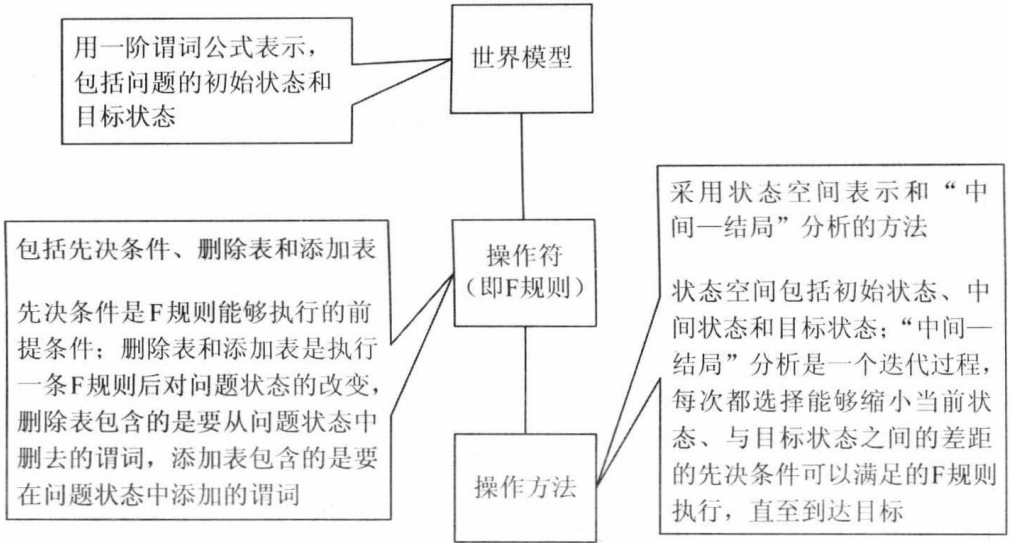 用一阶谓词公式表示，
包括问题的初始状态和
目标状态
世界模型
包括先决条件、删除表和添加表
先决条件是F规则能够执行的前
提条件；删除表和添加表是执行
一条F规则后对问题状态的改变，
删除表包含的是要从问题状态中
删去的谓词，添加表包含的是要
在问题状态中添加的谓词
操作符
（即F规则）
采用状态空间表示和“中
间—结局”分析的方法
状态空间包括初始状态、中
间状态和目标状态；“中间—
结局”分析是一个迭代过程，
每次都选择能够缩小当前状
态、与目标状态之间的差距
的先决条件可以满足的F规则
执行，直至到达目标
操作方法